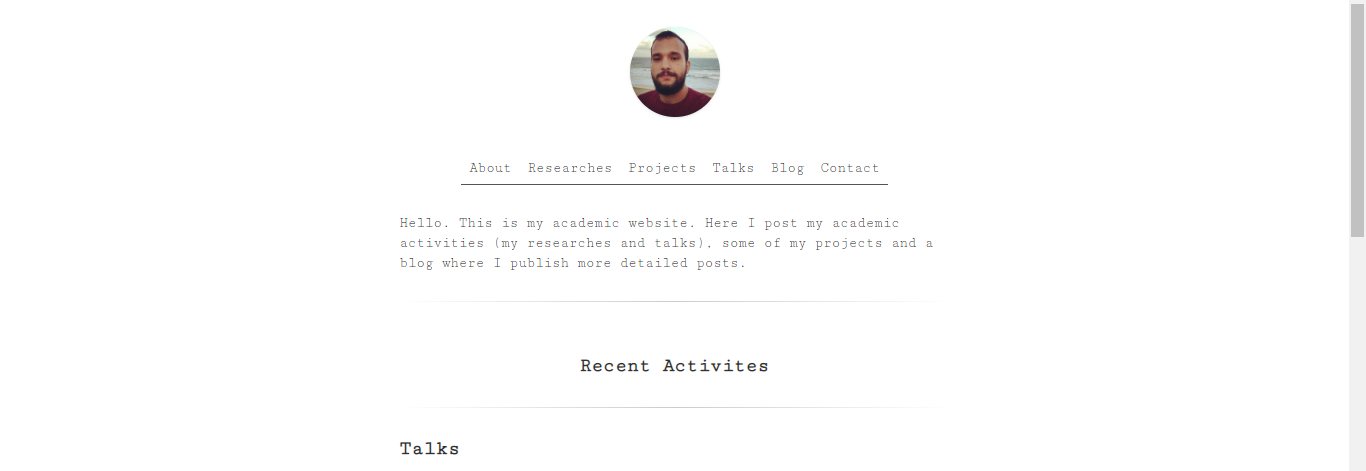 About Researches Projects Talks Blog Contact
Hello. This is my academic website. Here I post my academic
activities (my researches and talks), some of my projects and a
blog where I publish more detailed posts.
Recent Activites
Talks